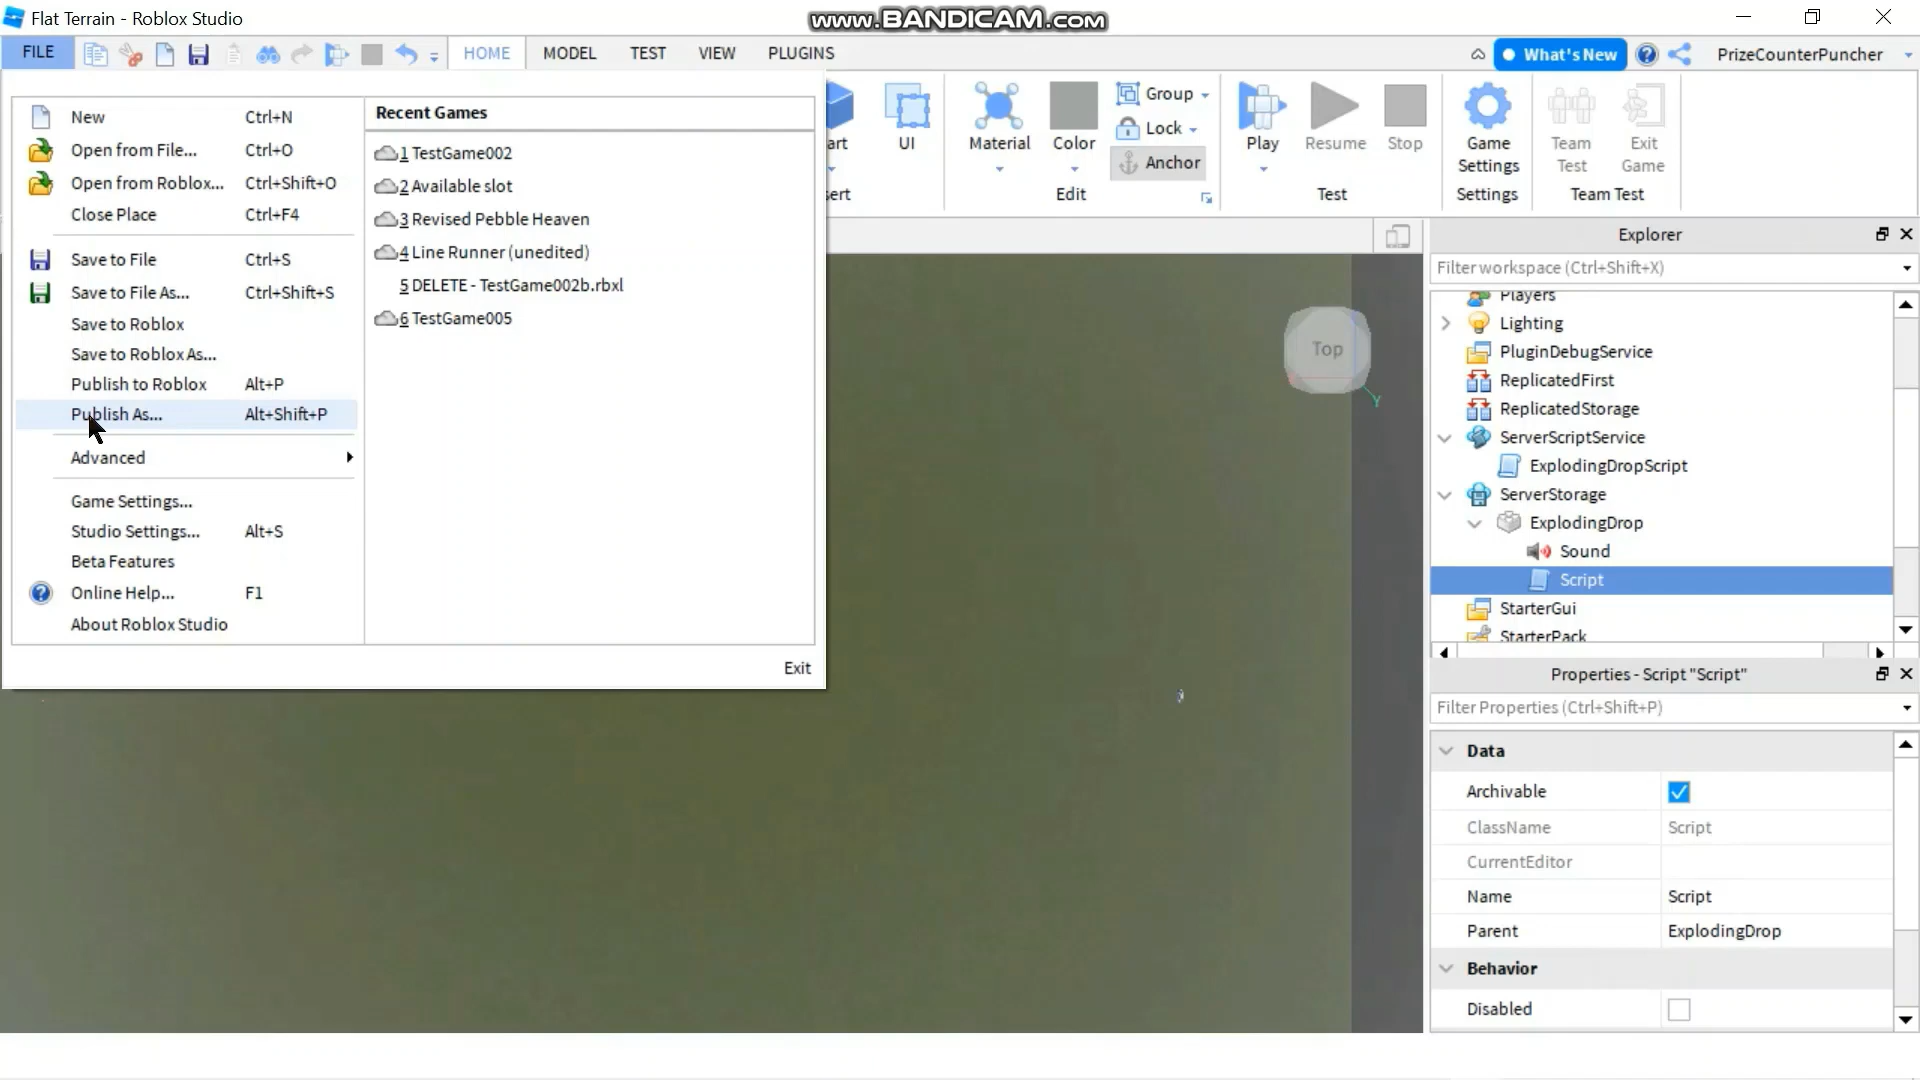 Flat Terrain - Roblox Studio
www.BANDICAM.com
FILE
HOME
MODEL
TEST
VIEW
PLUGINS
What's New
PrizeCounterPuncher
New Ctrl+N
Open from File... Ctrl+O
Open from Roblox... Ctrl+Shift+O
Close Place Ctrl+F4
Save to File Ctrl+S
Save to File As... Ctrl+Shift+S
Save to Roblox
Save to Roblox As...
Publish to Roblox Alt+P
Publish As... Alt+Shift+P
Advanced
Game Settings...
Studio Settings... Alt+S
Beta Features
Online Help... F1
About Roblox Studio
Recent Games
1 TestGame002
2 Available slot
3 Revised Pebble Heaven
4 Line Runner (unedited)
5 DELETE - TestGame002b.rbxl
6 TestGame005
Exit
art
UI
ert
Material
Color
Group
Lock
Anchor
Edit
Play
Resume
Stop
Test
Game
Settings
Settings
Team
Test
Exit
Game
Team Test
Top
Y
Explorer
Filter workspace (Ctrl+Shift+X)
Players
Lighting
PluginDebugService
ReplicatedFirst
ReplicatedStorage
ServerScriptService
ExplodingDropScript
ServerStorage
ExplodingDrop
Sound
Script
StarterGui
StarterPack
Properties - Script "Script"
Filter Properties (Ctrl+Shift+P)
Data
Archivable
ClassName Script
CurrentEditor
Name Script
Parent ExplodingDrop
Behavior
Disabled